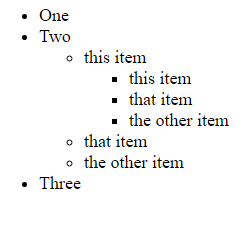 • One
• Two
◦ this item
▪ this item
▪ that item
▪ the other item
◦ that item
◦ the other item
• Three